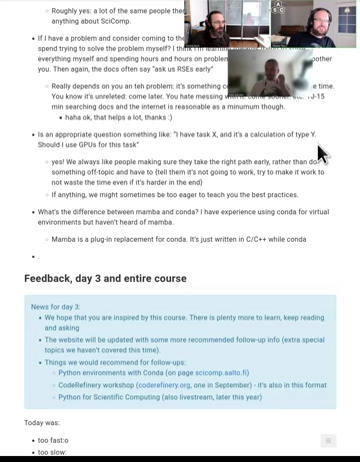 Roughly yes: a lot of the same people
anything about SciComp.
If I have a problem and consider coming to the
spend trying to solve the problem myself? I
everything myself and spending hours and hours on
you. Then again, the docs often say "ask us RSEs early"
Really depends on you an teh problem: it's something
time.
You know it's unreleted: come later. You have messing
min searching docs and the internet is reasonable as a minumum though.
haha ok, that helps a lot, thanks :)
Is an appropriate question something like: "I have task X, and it's a calculation of type Y.
Should I use GPUs for this task"
yes! We always like people making sure they take the right path early, rather than
something off-topic and have to {tell them it's not going to work, try to make it work to
not waste the time even if it's harder in the end}
If anything, we might sometimes be too eager to teach you the best practices.
What's the difference between mamba and conda? I have experience using conda for virtual
environments but haven't heard of mamba.
Mamba is a plug-in replacement for conda. It's just written in C/C++ while conda
.
Feedback, day 3 and entire course
News for day 3:
We hope that you are inspired by this course. There is plenty more to learn, keep reading
and asking
The website will be updated with some more recommended follow-up info (extra special
topics we haven't covered this time).
Things we would recommend for follow-ups:
Python environments with Conda (on page scicomp.aalto.fi)
CodeRefinery workshop (coderefinery.org, one in September) - it's also in this format
Python for Scientific Computing (also livestream, later this year)
Today was:
too fast:o
too slow: